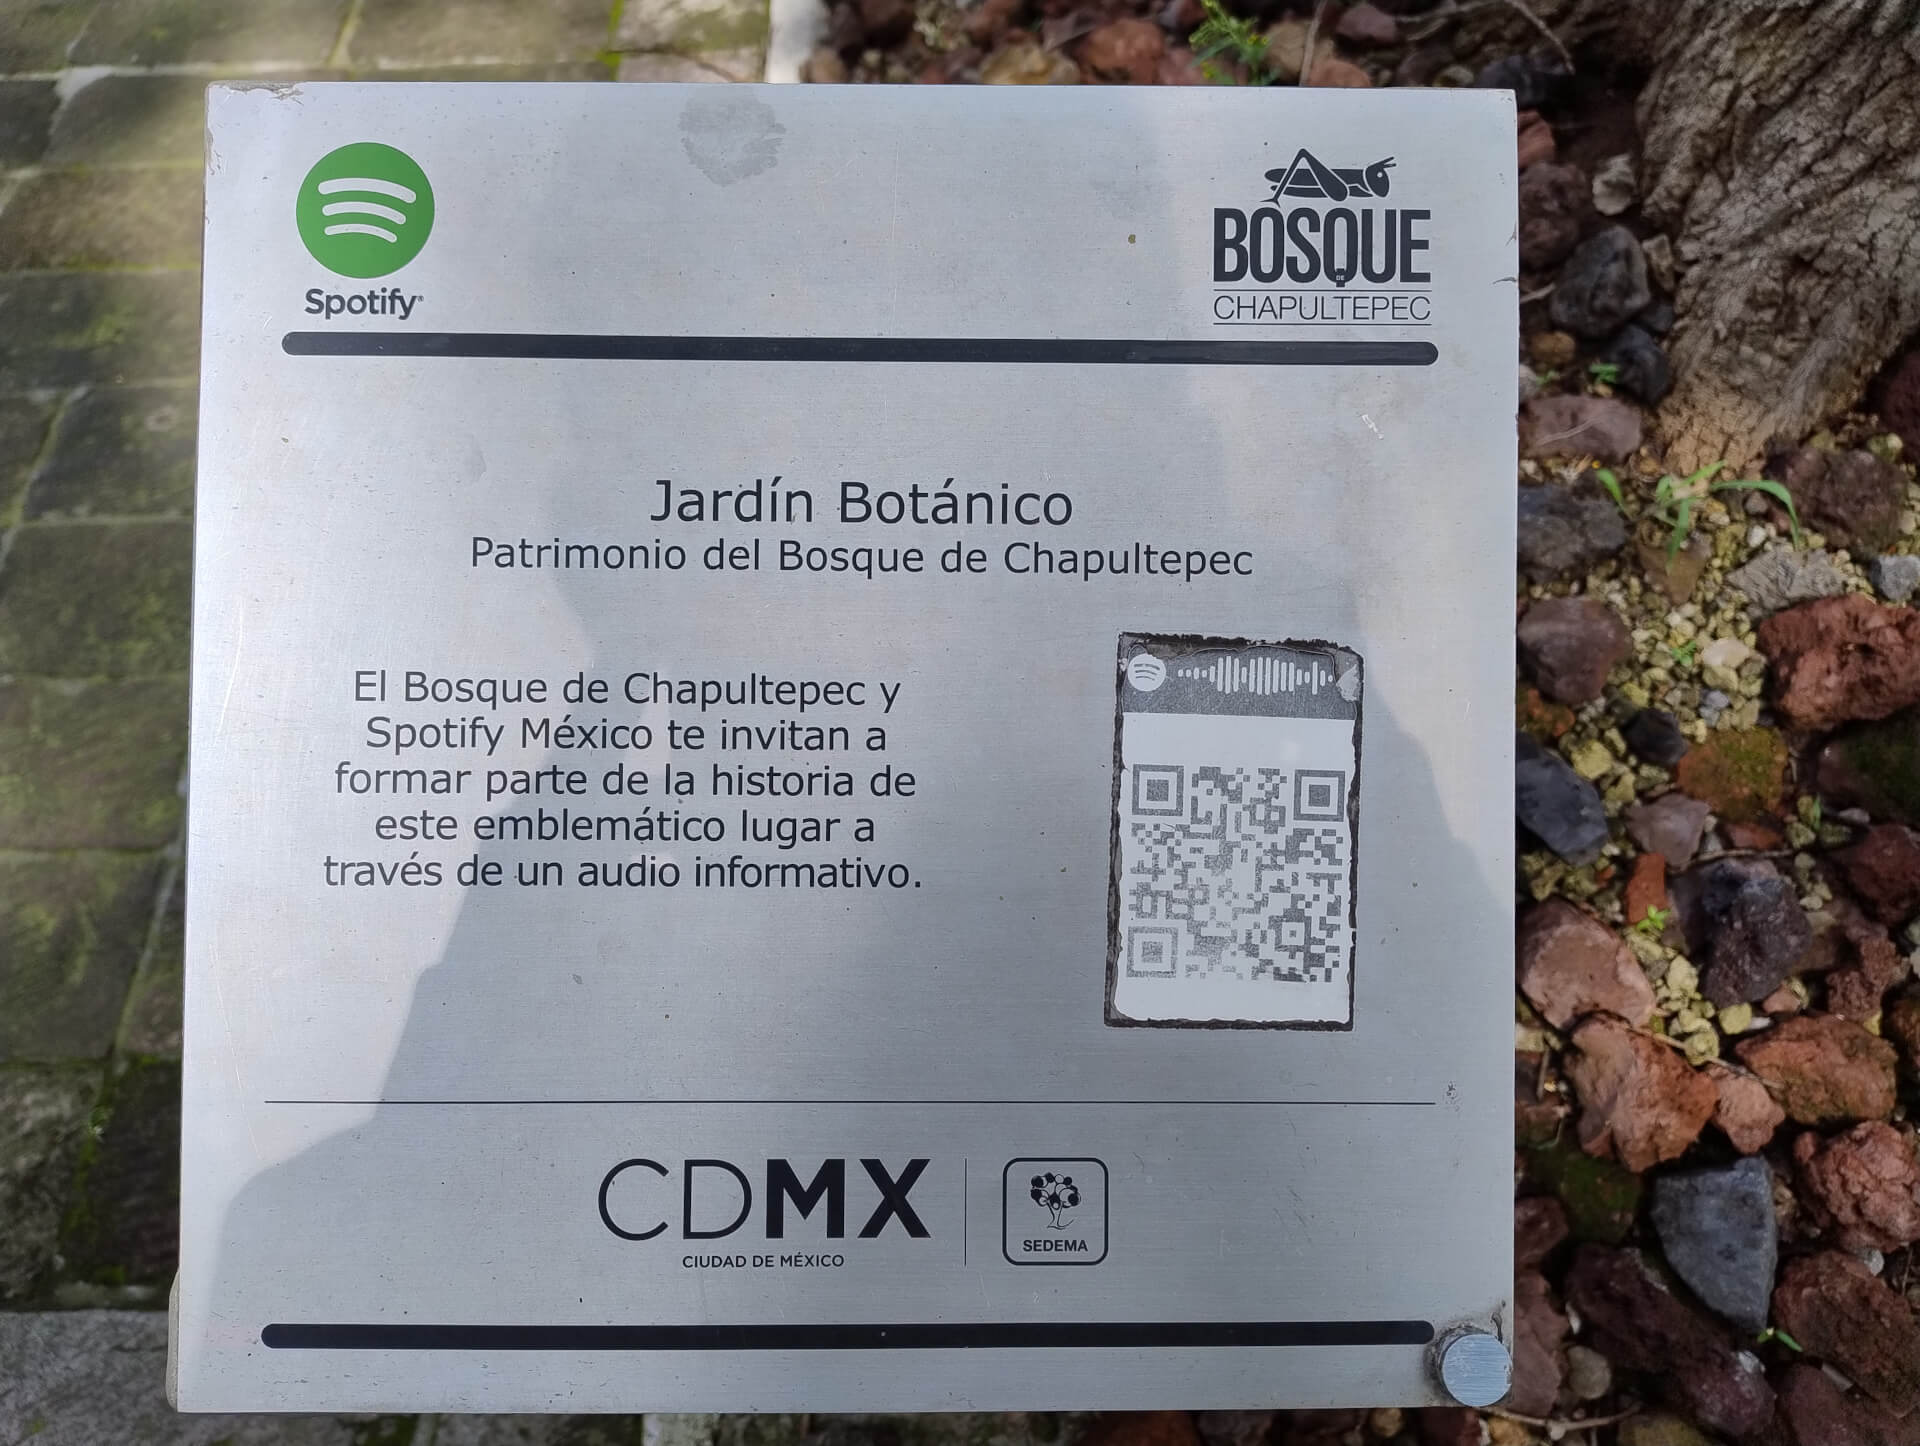 Spotify®
BOSQUE
DE
CHAPULTEPEC
Jardín Botánico
Patrimonio del Bosque de Chapultepec
El Bosque de Chapultepec y
Spotify México te invitan a
formar parte de la historia de
este emblemático lugar a
través de un audio informativo.
CDMX
CIUDAD DE MÉXICO
SEDEMA